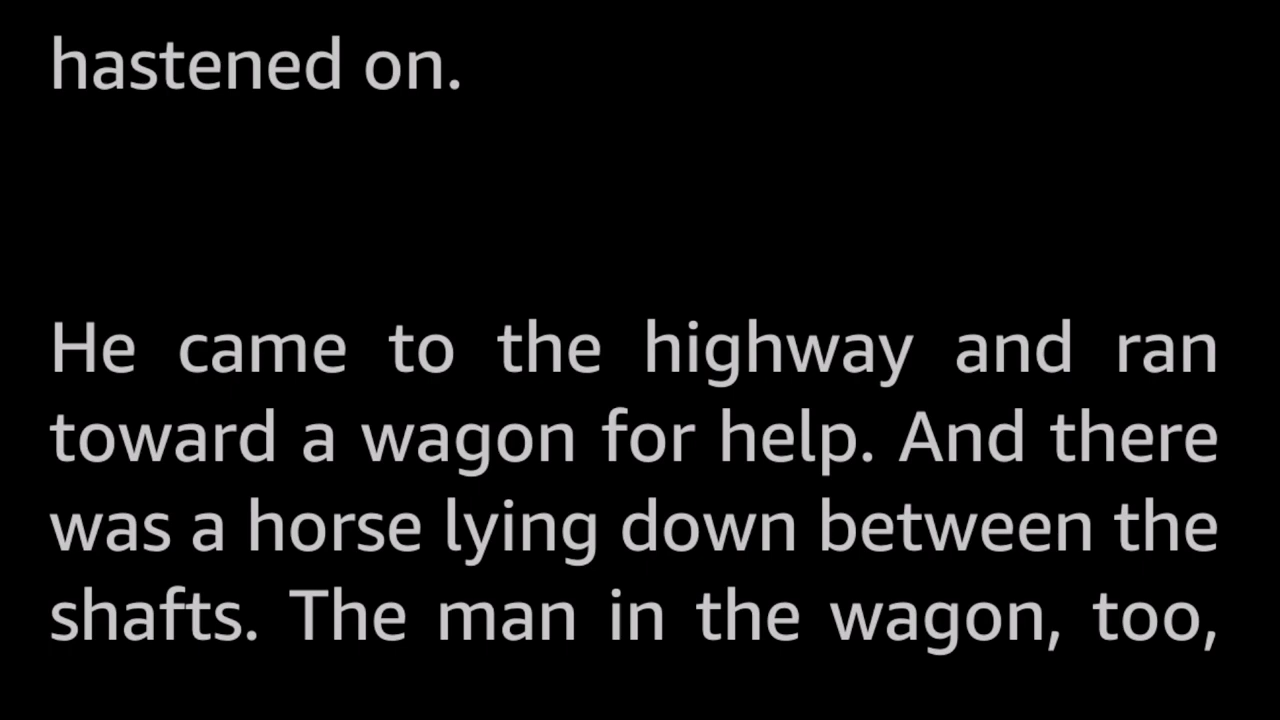 hastened on.
He came to the highway and ran
toward a wagon for help. And there
was a horse lying down between the
shafts. The man in the wagon, too,